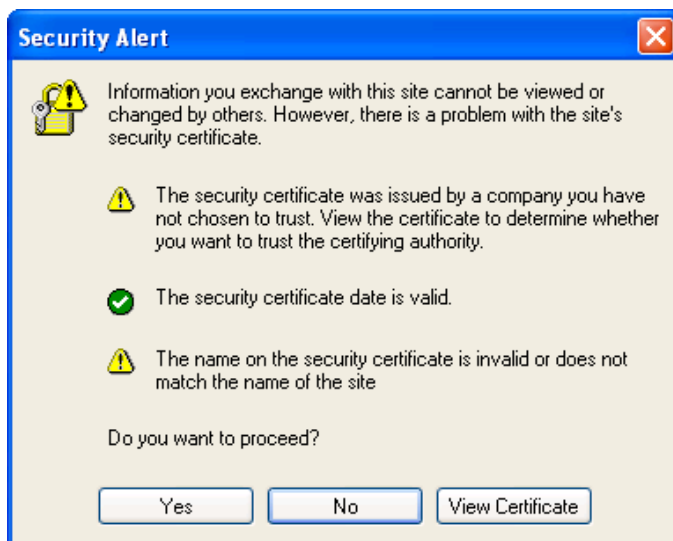 Security Alert
Information you exchange with this site cannot be viewed or
changed by others. However, there is a problem with the site's
security certificate.
The security certificate was issued by a company you have
not chosen to trust. View the certificate to determine whether
you want to trust the certifying authority.
The security certificate date is valid.
The name on the security certificate is invalid or does not
match the name of the site
Do you want to proceed?
Yes No View Certificate